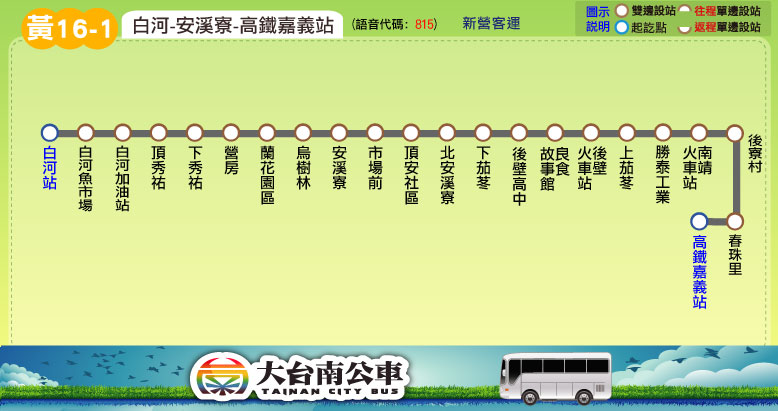 黃16-1
白河-安溪寮-高鐵嘉義站
(語音代碼: 815)
新營客運
圖示說明
雙邊設站
往程單邊設站
起訖點
返程單邊設站
白河站
白河魚市場
白河加油站
頂秀祐
下秀祐
營房
蘭花園區
烏樹林
安溪寮
市場前
頂安社區
北安溪寮
下茄苳
後壁高中
良食故事館
後壁火車站
上茄苳
勝泰工業
南靖火車站
後寮村
春珠里
高鐵嘉義站
大台南公車
TAINAN CITY BUS